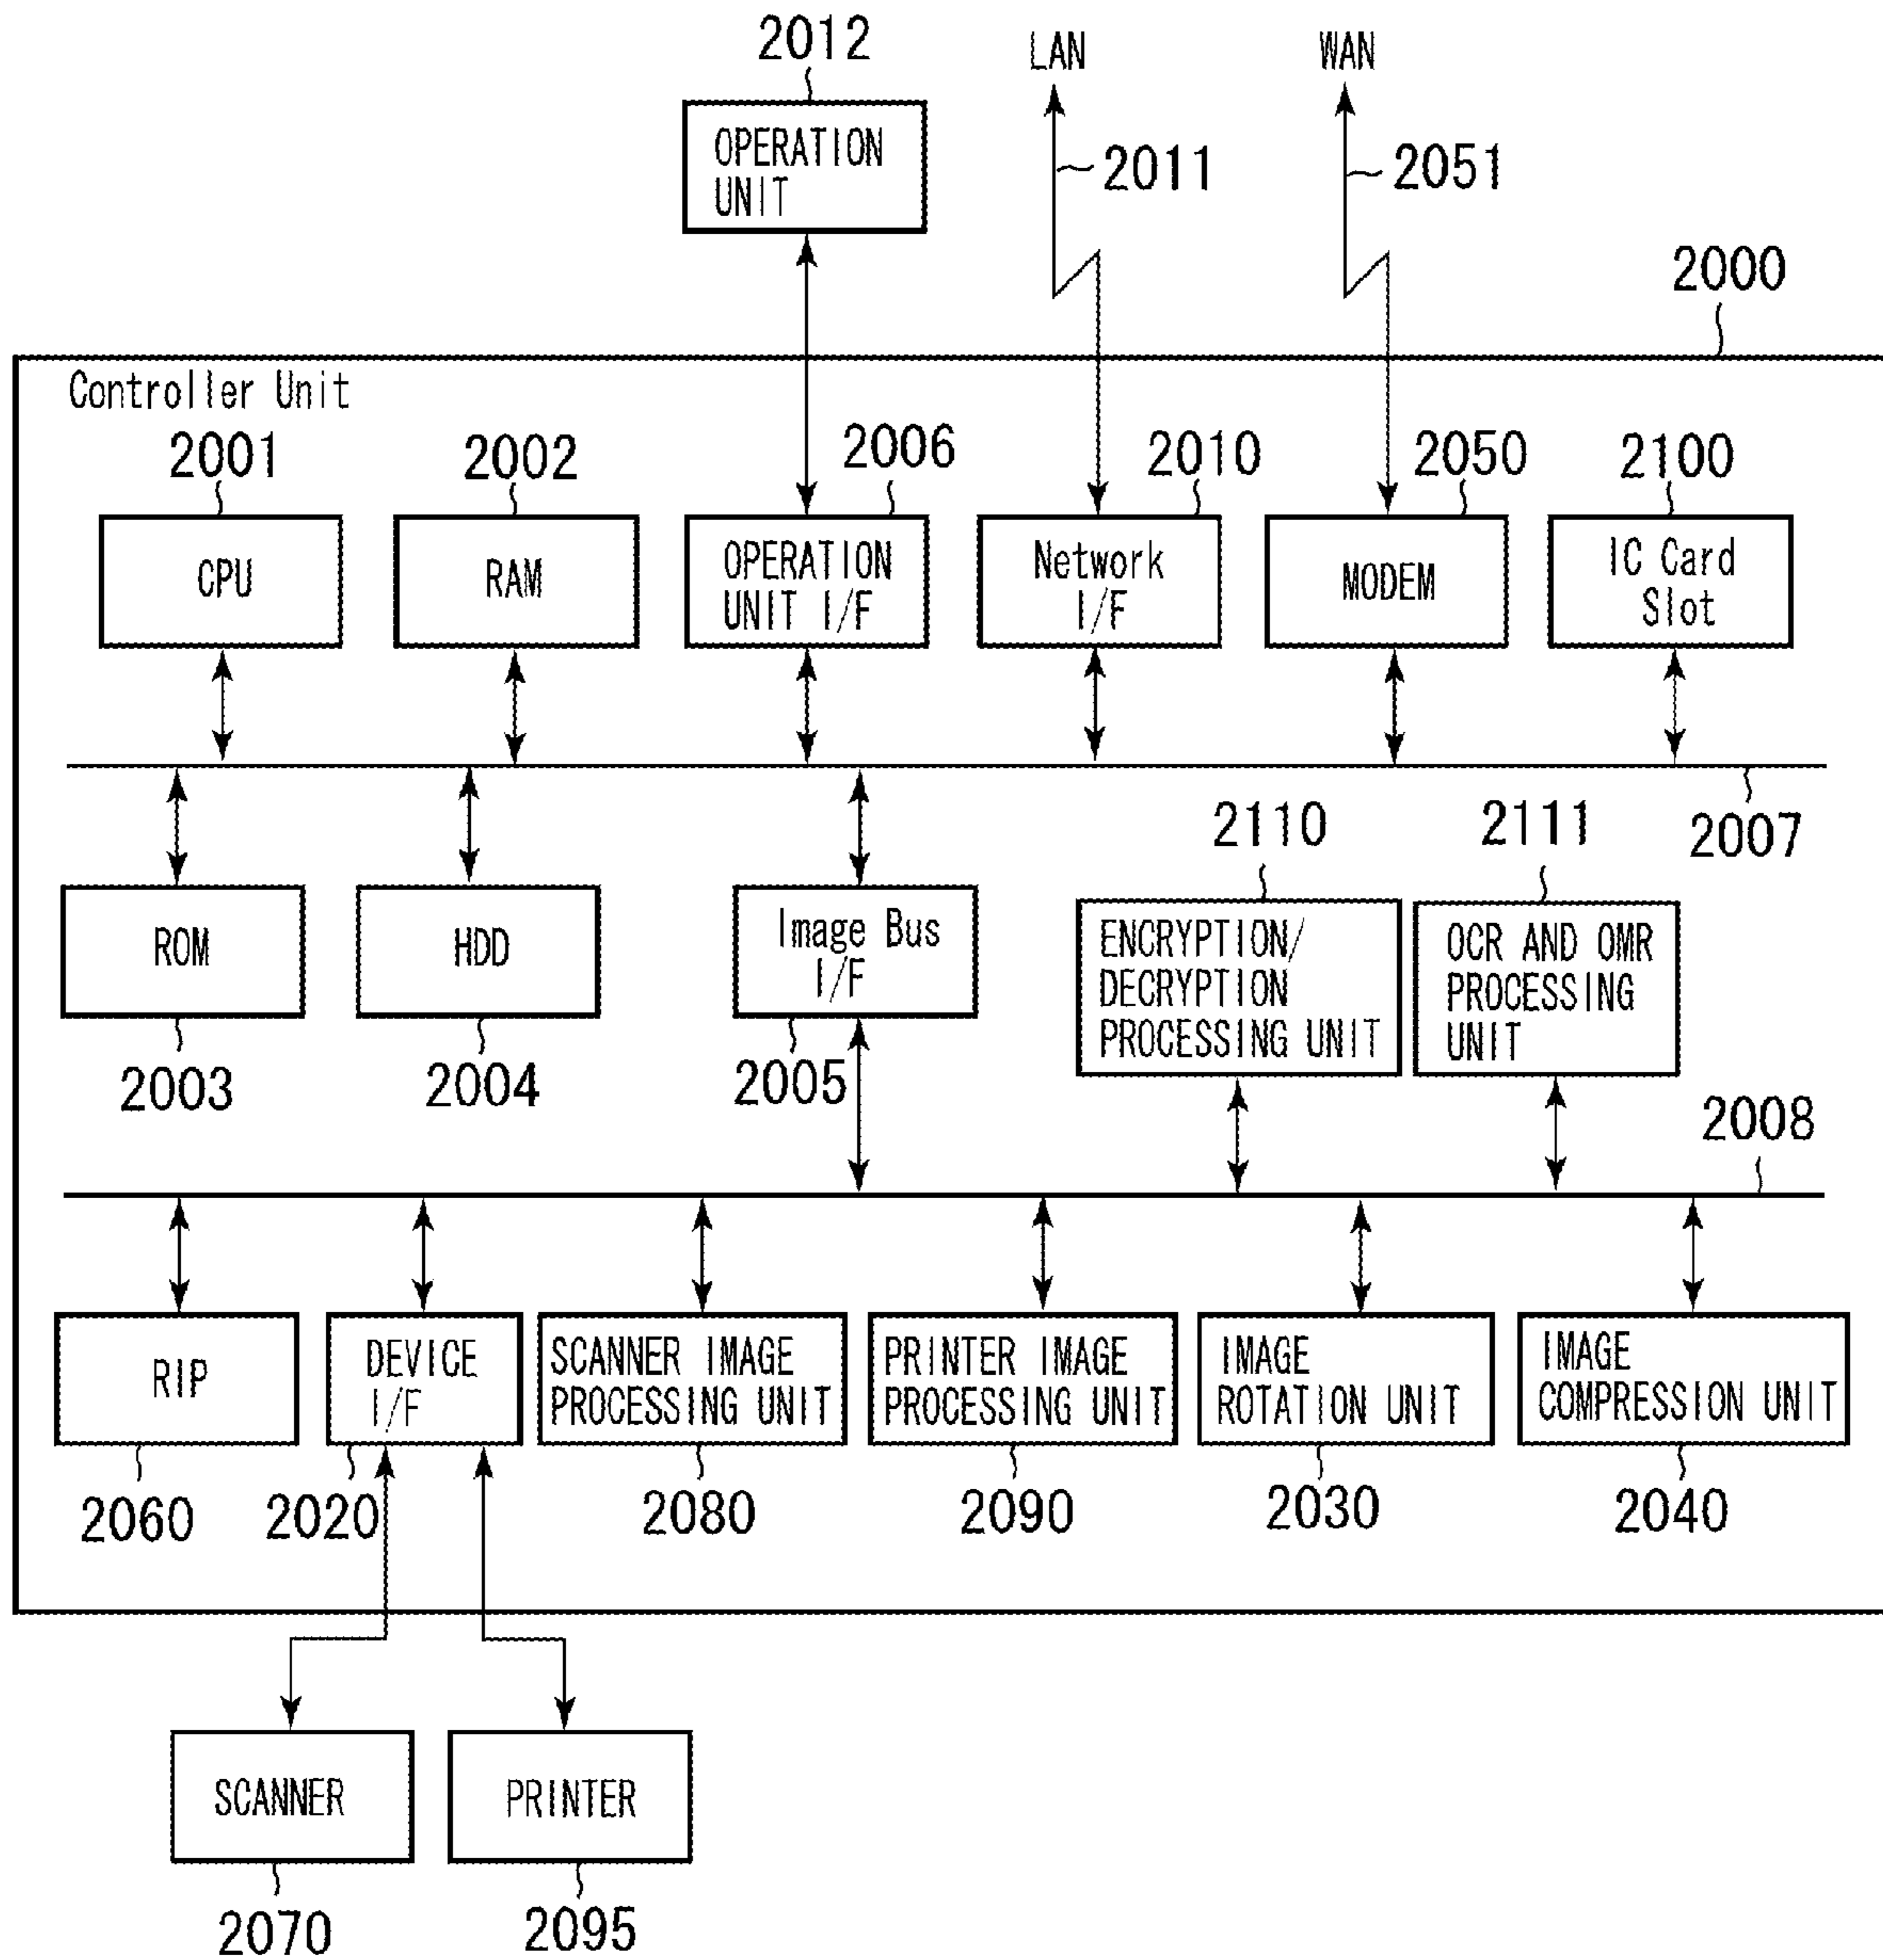 2012
LAN
WAN
OPERATION
UNIT
2011
2051
2000
Controller Unit
2001
2002
2006
2010
2050
2100
CPU
RAM
OPERATION
UNIT I/F
Network
I/F
MODEM
IC Card
Slot
2007
2110
2111
ROM
HDD
Image Bus
I/F
ENCRYPTION/
DECRYPTION
PROCESSING UNIT
OCR AND OMR
PROCESSING
UNIT
2003
2004
2005
2008
RIP
DEVICE
I/F
SCANNER IMAGE
PROCESSING UNIT
PRINTER IMAGE
PROCESSING UNIT
IMAGE
ROTATION UNIT
IMAGE
COMPRESSION UNIT
2060
2020
2080
2090
2030
2040
SCANNER
PRINTER
2070
2095